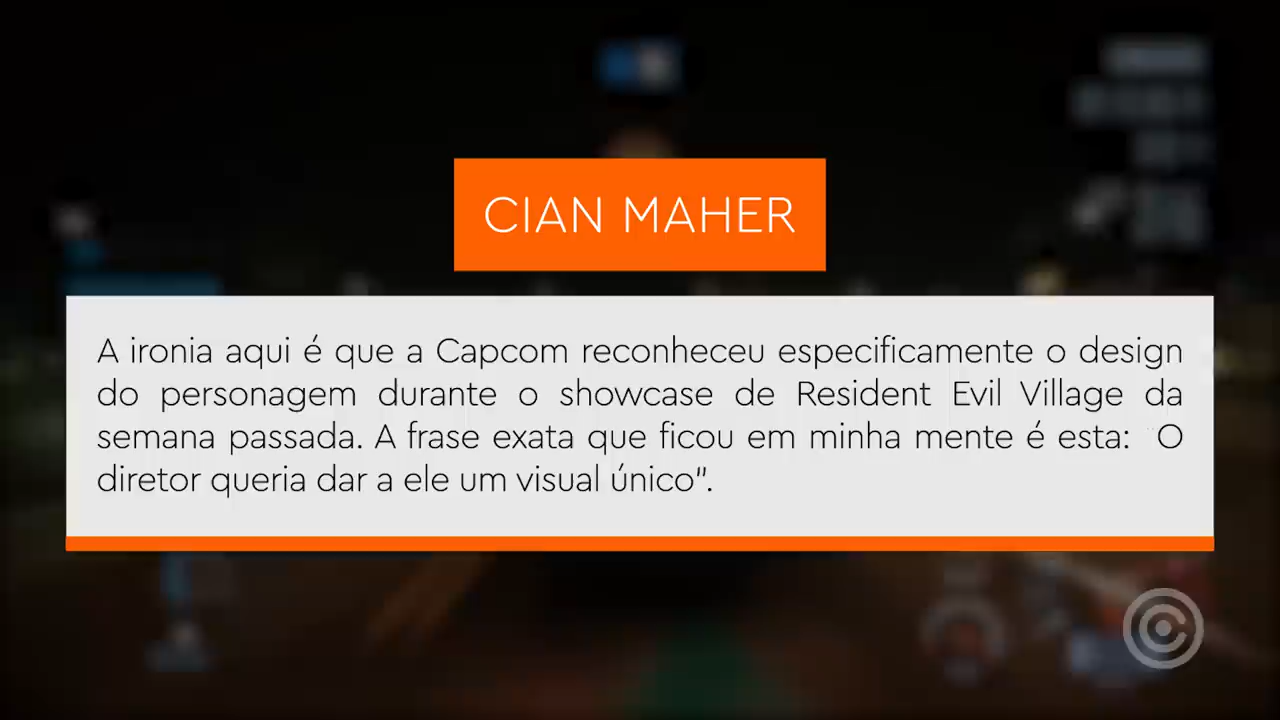 CIAN MAHER
A ironia aqui é que a Capcom reconheceu especificamente o design
do personagem durante o showcase de Resident Evil Village da
semana passada. A frase exata que ficou em minha mente é esta: "O
diretor queria dar a ele um visual único".